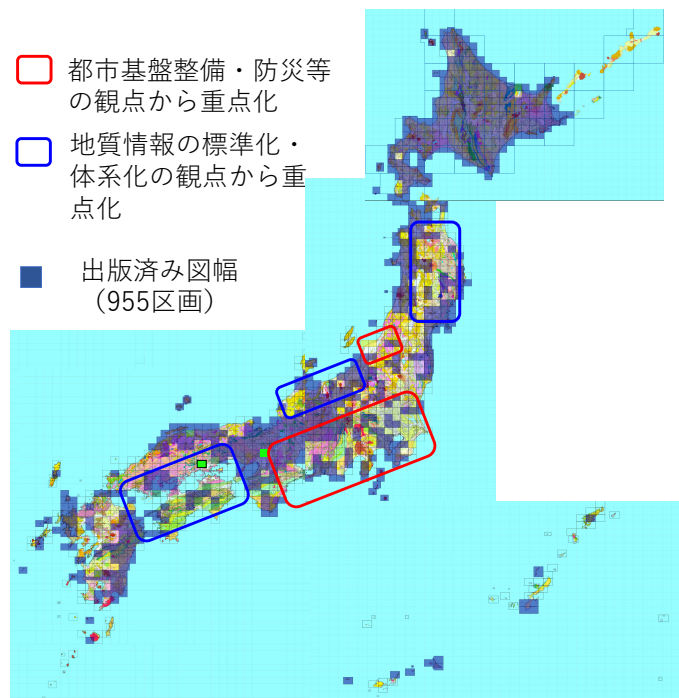 都市基盤整備・防災等
の観点から重点化
地質情報の標準化・
体系化の観点から重
点化
出版済み図幅
（955区画）